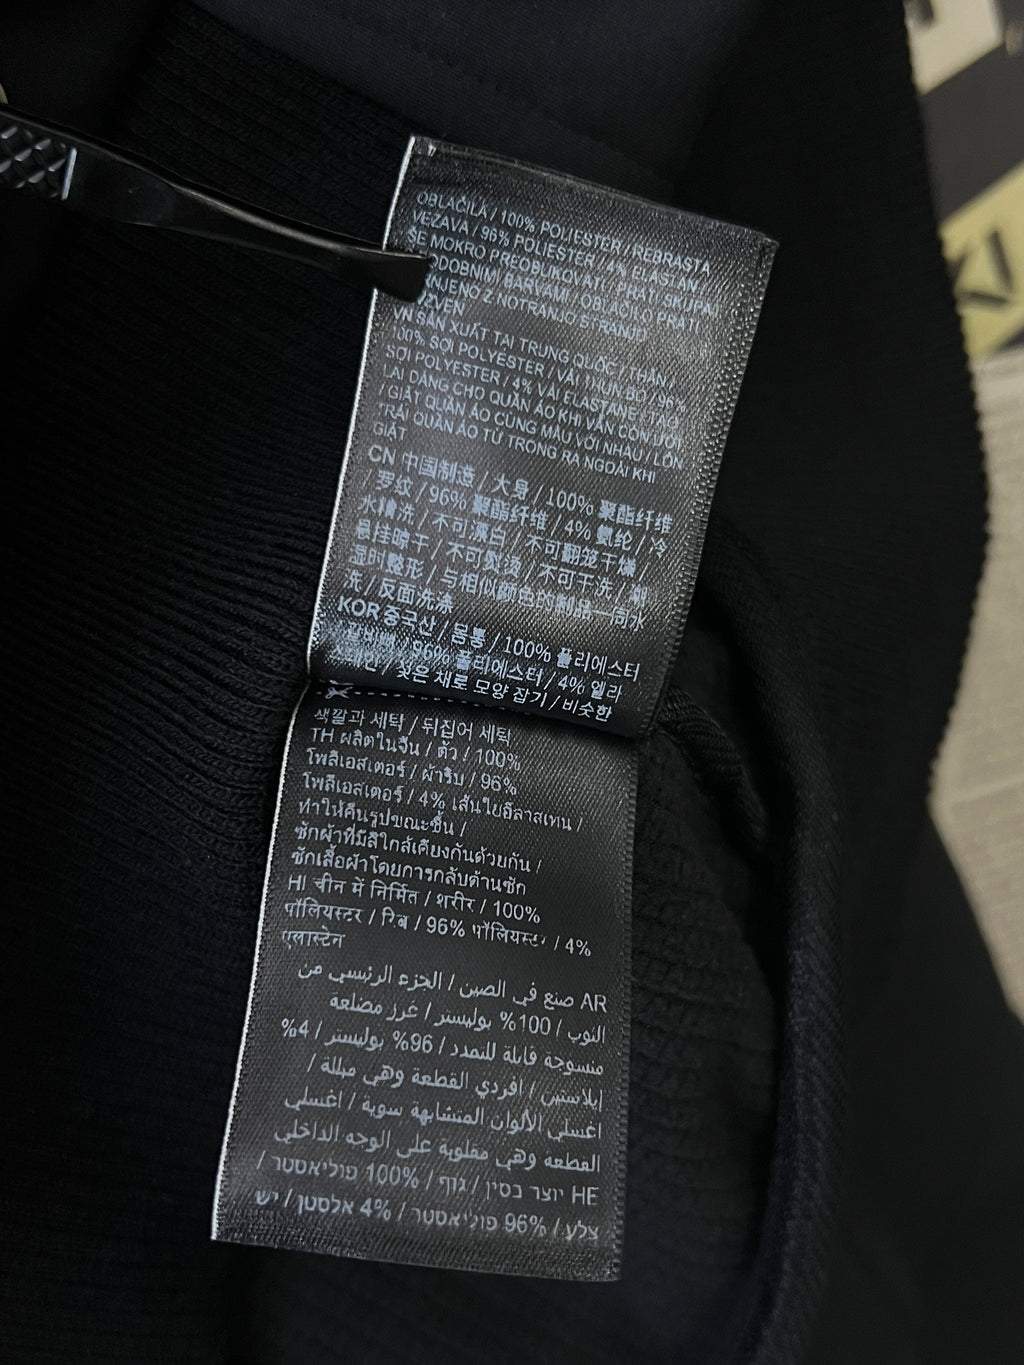 OBLAČILA / 100% POLIESTER / REBRASTA
VEZAVA / 96% POLIESTER / 4% ELASTAN
ŠE MOKRO PREOBLIKOVATI / PRATI SKUPAJ
PODOBNIMI BARVAMI / OBLAČILO PRATI
NOTRANJO STRANJO
VN SẢN XUẤT TẠI TRUNG QUỐC / THÂN /
100% SỢI POLYESTER / VẢI THUN BO / 96%
SỢI POLYESTER / 4% VẢI ELASTANE / TẠO
LẠI DÁNG CHO QUẦN ÁO KHI VẪN CÒN ƯỚT
/ GIẶT QUẦN ÁO CÙNG MÀU VỚI NHAU / LỘN
TRÁI QUẦN ÁO TỪ TRONG RA NGOÀI KHI
GIẶT
CN 中国制造 / 大身 / 100% 聚酯纤维
/ 罗纹 / 96% 聚酯纤维 / 4% 氨纶 / 冷
水 洗 / 不可漂白 / 不可翻笼干燥 /
悬挂晾干 / 不可熨烫 / 不可干洗 /
湿时整形 / 与相似颜色的制品一同水
洗 / 反面洗涤
KOR 중국산 / 몸통 / 100% 폴리에스터
96% 폴리에스터 / 4% 엘라
/ 젖은 채로 모양 잡기 / 비슷한
색깔과 세탁 / 뒤집어 세탁
TH ผลิตในจีน / ตัว / 100%
โพลีเอสเตอร์ / ผ้าริบ / 96%
โพลีเอสเตอร์ / 4% เส้นใยอีลาสเทน /
ทำให้คืนรูปขณะชื้น /
ซักผ้าที่มีสีใกล้เคียงกันด้วยกัน /
ซักเสื้อผ้าโดยการกลับด้านซัก
HI चीन में निर्मित / शरीर / 100%
पॉलियस्टर / रिब / 96% पॉलियस्टर / 4%
एलास्टेन
AR صنع في الصين / الجزء الرئيسي من
الثوب / 100% بوليستر / غرز مضلعة
منسوجة قابلة للتمدد / 96% بوليستر / 4%
إيلاستين / افردي القطعة وهي مبللة /
اغسلي الألوان المتشابهة سوية / اغسلي
القطعه وهي مقلوبة على الوجه الداخلي
HE יוצר בסין / גוף / 100% פוליאסטר /
צלע / 96% פוליאסטר / 4% אלסטן / יש